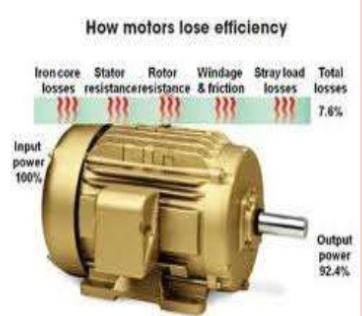 How motors lose efficiency
Iron core Stator Rotor Windage Stray load Total
losses resistance resistance & friction losses losses
7.6%
Input
power
100%
Output
power
92.4%